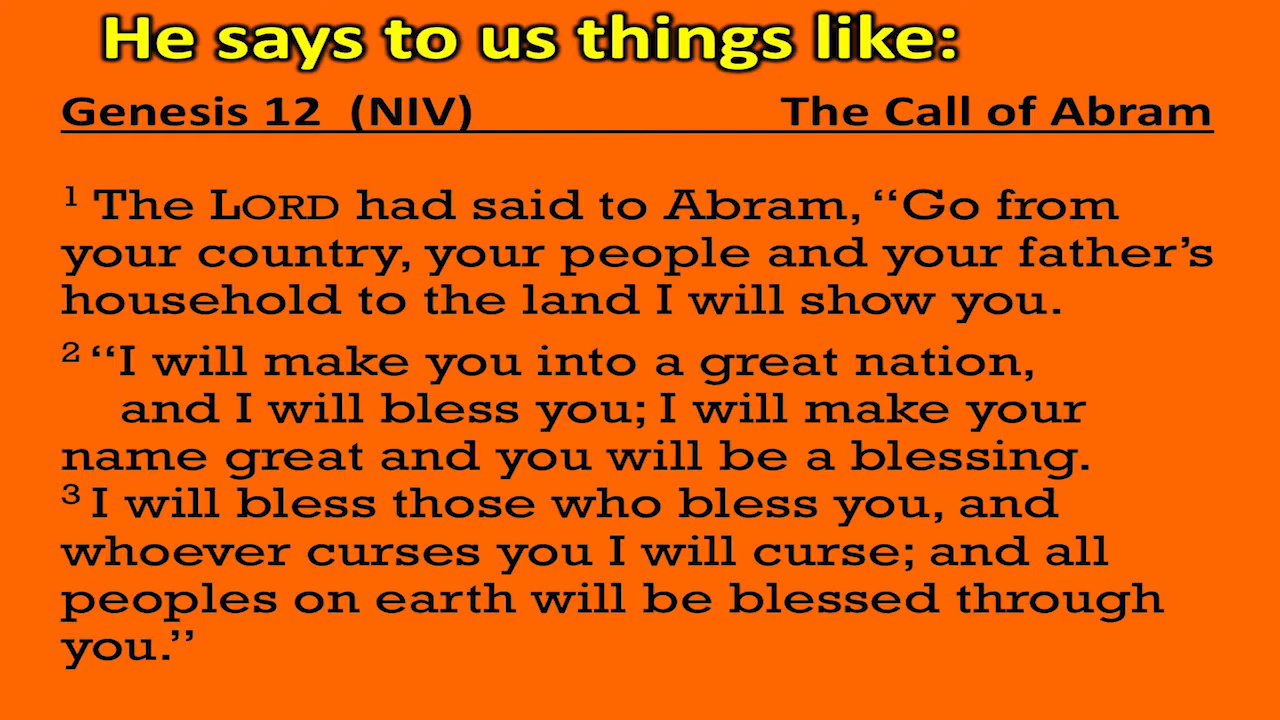 He says to us things like:
Genesis 12 (NIV) The Call of Abram
1 The LORD had said to Abram, “Go from
your country, your people and your father’s
household to the land I will show you.
2 “I will make you into a great nation,
and I will bless you; I will make your
name great and you will be a blessing.
3 I will bless those who bless you, and
whoever curses you I will curse; and all
peoples on earth will be blessed through
you.”